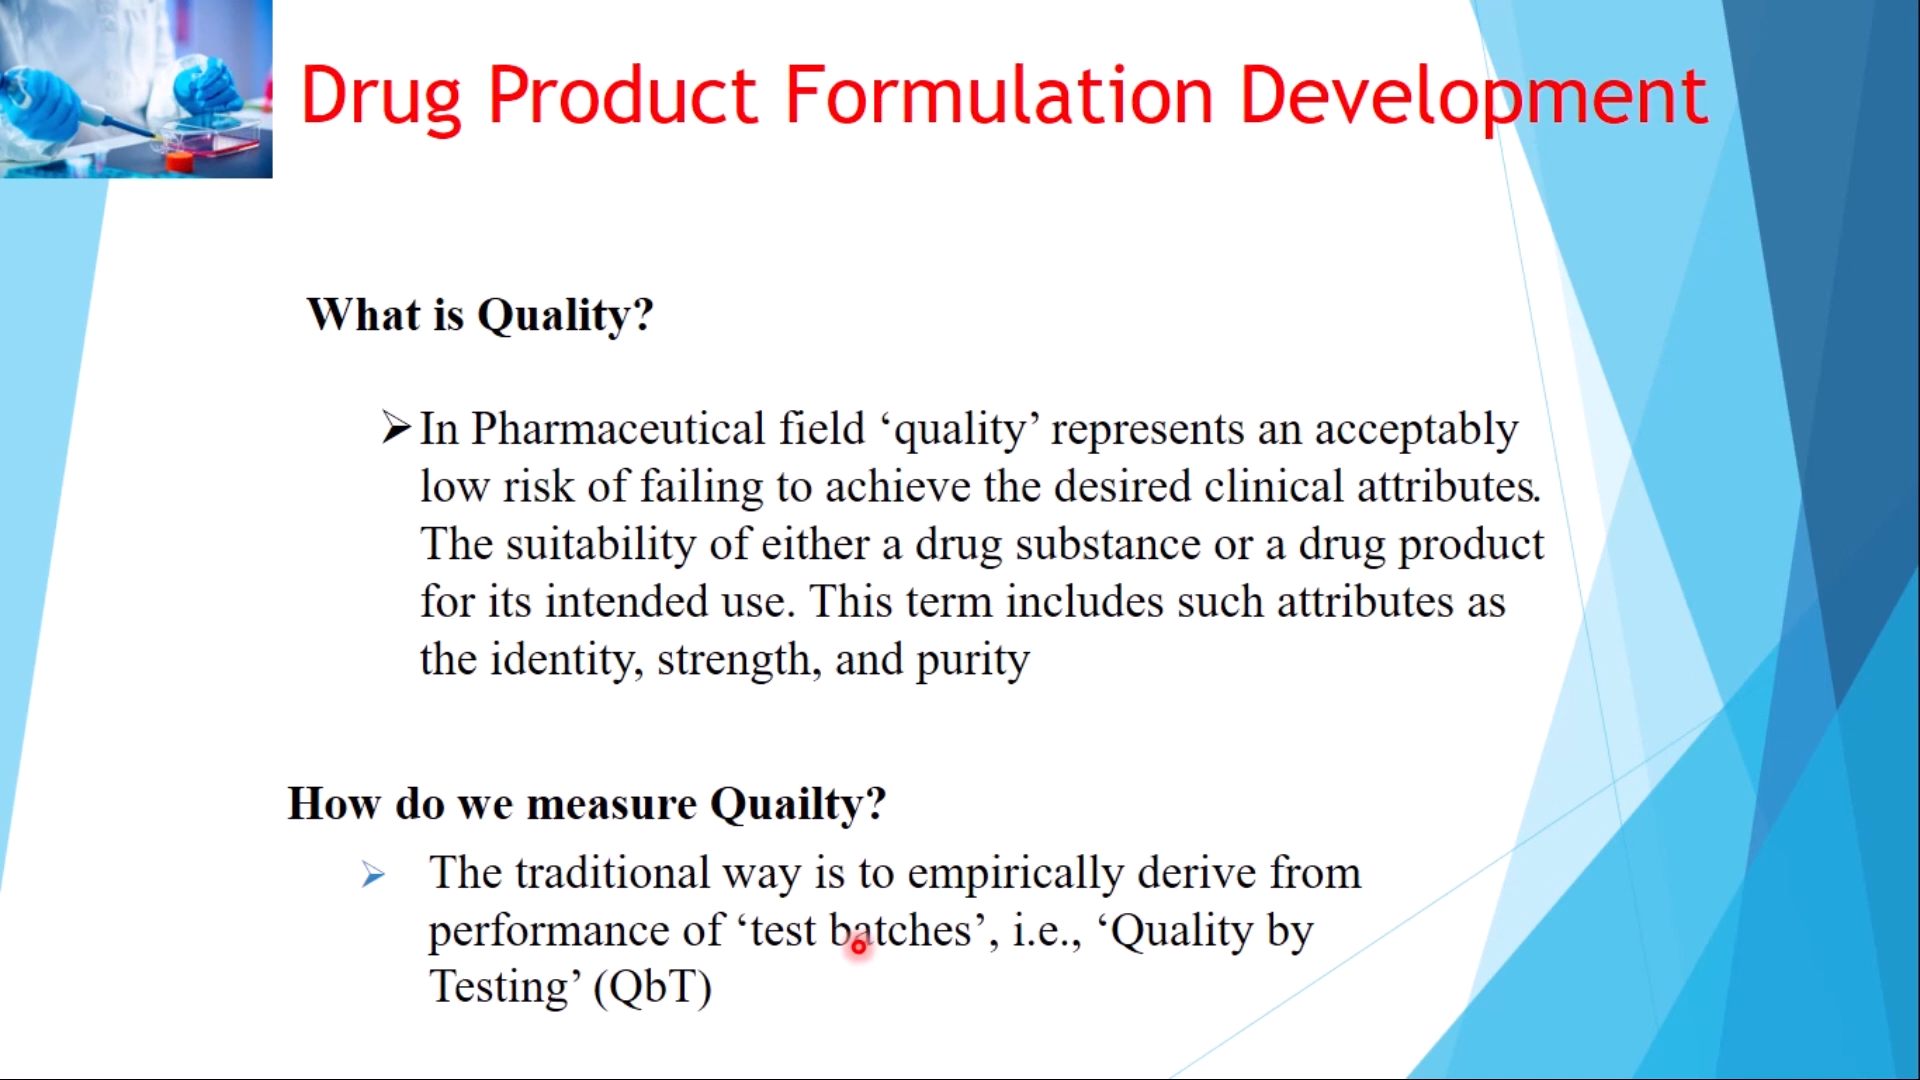 Drug Product Formulation Development
What is Quality?
➢In Pharmaceutical field ‘quality’ represents an acceptably
low risk of failing to achieve the desired clinical attributes.
The suitability of either a drug substance or a drug product
for its intended use. This term includes such attributes as
the identity, strength, and purity
How do we measure Quailty?
➢ The traditional way is to empirically derive from
performance of ‘test batches’, i.e., ‘Quality by
Testing’ (QbT)